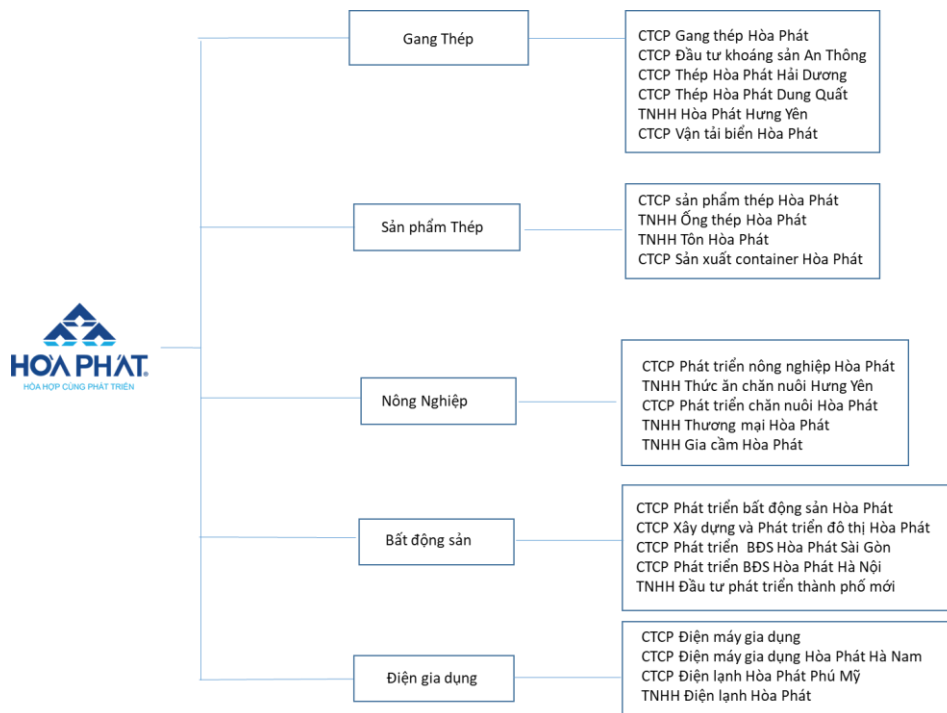 Gang Thép
CTCP Gang thép Hòa Phát
CTCP Đầu tư khoáng sản An Thông
CTCP Thép Hòa Phát Hải Dương
CTCP Thép Hòa Phát Dung Quất
TNHH Hòa Phát Hưng Yên
CTCP Vận tải biển Hòa Phát
Sản phẩm Thép
CTCP sản phẩm thép Hòa Phát
TNHH Ống thép Hòa Phát
TNHH Tôn Hòa Phát
CTCP Sản xuất container Hòa Phát
HÒA PHÁT
HÒA HỢP CÙNG PHÁT TRIỂN
Nông Nghiệp
CTCP Phát triển nông nghiệp Hòa Phát
TNHH Thức ăn chăn nuôi Hưng Yên
CTCP Phát triển chăn nuôi Hòa Phát
TNHH Thương mại Hòa Phát
TNHH Gia cầm Hòa Phát
Bất động sản
CTCP Phát triển bất động sản Hòa Phát
CTCP Xây dựng và Phát triển đô thị Hòa Phát
CTCP Phát triển BĐS Hòa Phát Sài Gòn
CTCP Phát triển BĐS Hòa Phát Hà Nội
TNHH Đầu tư phát triển thành phố mới
Điện gia dụng
CTCP Điện máy gia dụng
CTCP Điện máy gia dụng Hòa Phát Hà Nam
CTCP Điện lạnh Hòa Phát Phú Mỹ
TNHH Điện lạnh Hòa Phát